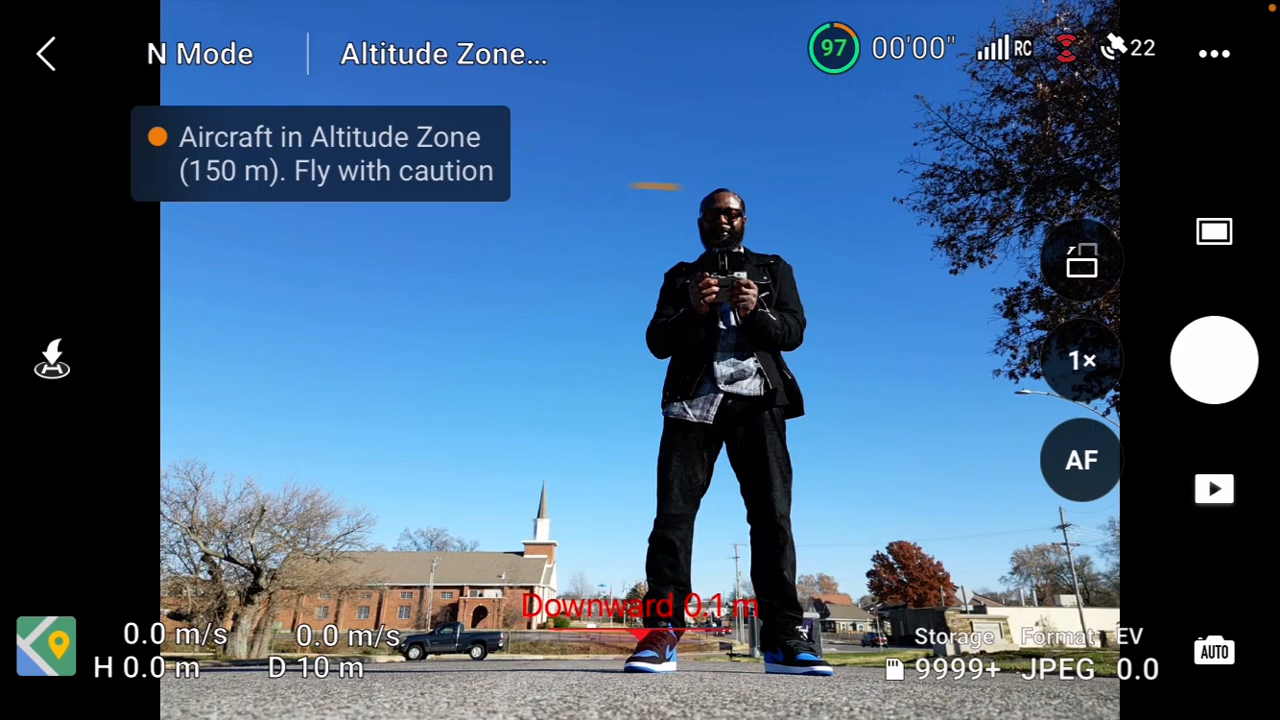 N Mode
Altitude Zone...
97
00'00"
RC
22
Aircraft in Altitude Zone
(150 m). Fly with caution
1×
AF
Downward 0.1 m
0.0 m/s
0.0 m/s
H 0.0 m
D 10 m
Storage
Format
EV
9999+
JPEG
0.0
AUTO